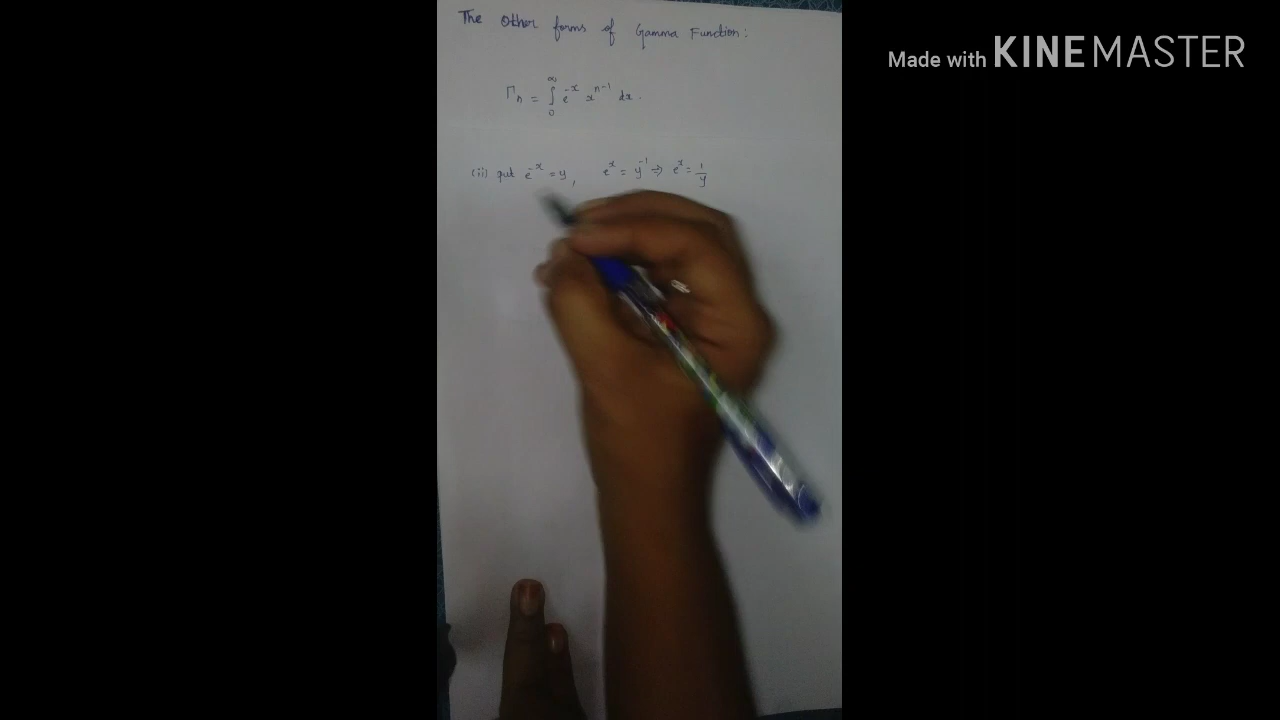 The Other forms of Gamma Function:
Made with KINEMASTER
Γn = ∫₀^∞ e^-x x^n-1 dx.
(ii) put e^-x = y, e^x = y^-1 ⇒ e^x = 1/y